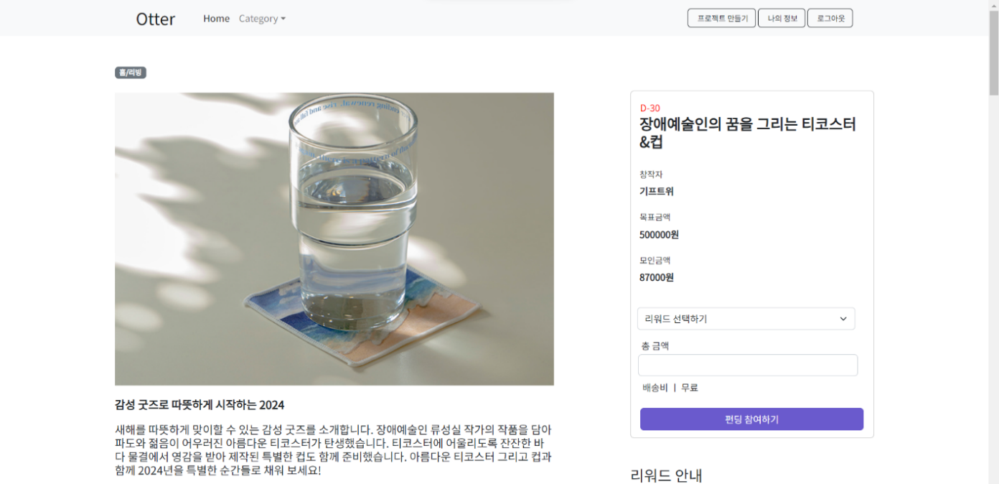 Otter
Home
Category
프로젝트 만들기
나의 정보
로그아웃
홈/리빙
ending renewal, rise and fall
감성 굿즈로 따뜻하게 시작하는 2024
새해를 따뜻하게 맞이할 수 있는 감성 굿즈를 소개합니다. 장애예술인 류성실 작가의 작품을 담아
파도와 젊음이 어우러진 아름다운 티코스터가 탄생했습니다. 티코스터에 어울리도록 잔잔한 바
다 물결에서 영감을 받아 제작된 특별한 컵도 함께 준비했습니다. 아름다운 티코스터 그리고 컵과
함께 2024년을 특별한 순간들로 채워 보세요!
D-30
장애예술인의 꿈을 그리는 티코스터
&컵
창작자
기프트위
목표금액
500000원
모인금액
87000원
리워드 선택하기
총 금액
배송비 | 무료
펀딩 참여하기
리워드 안내